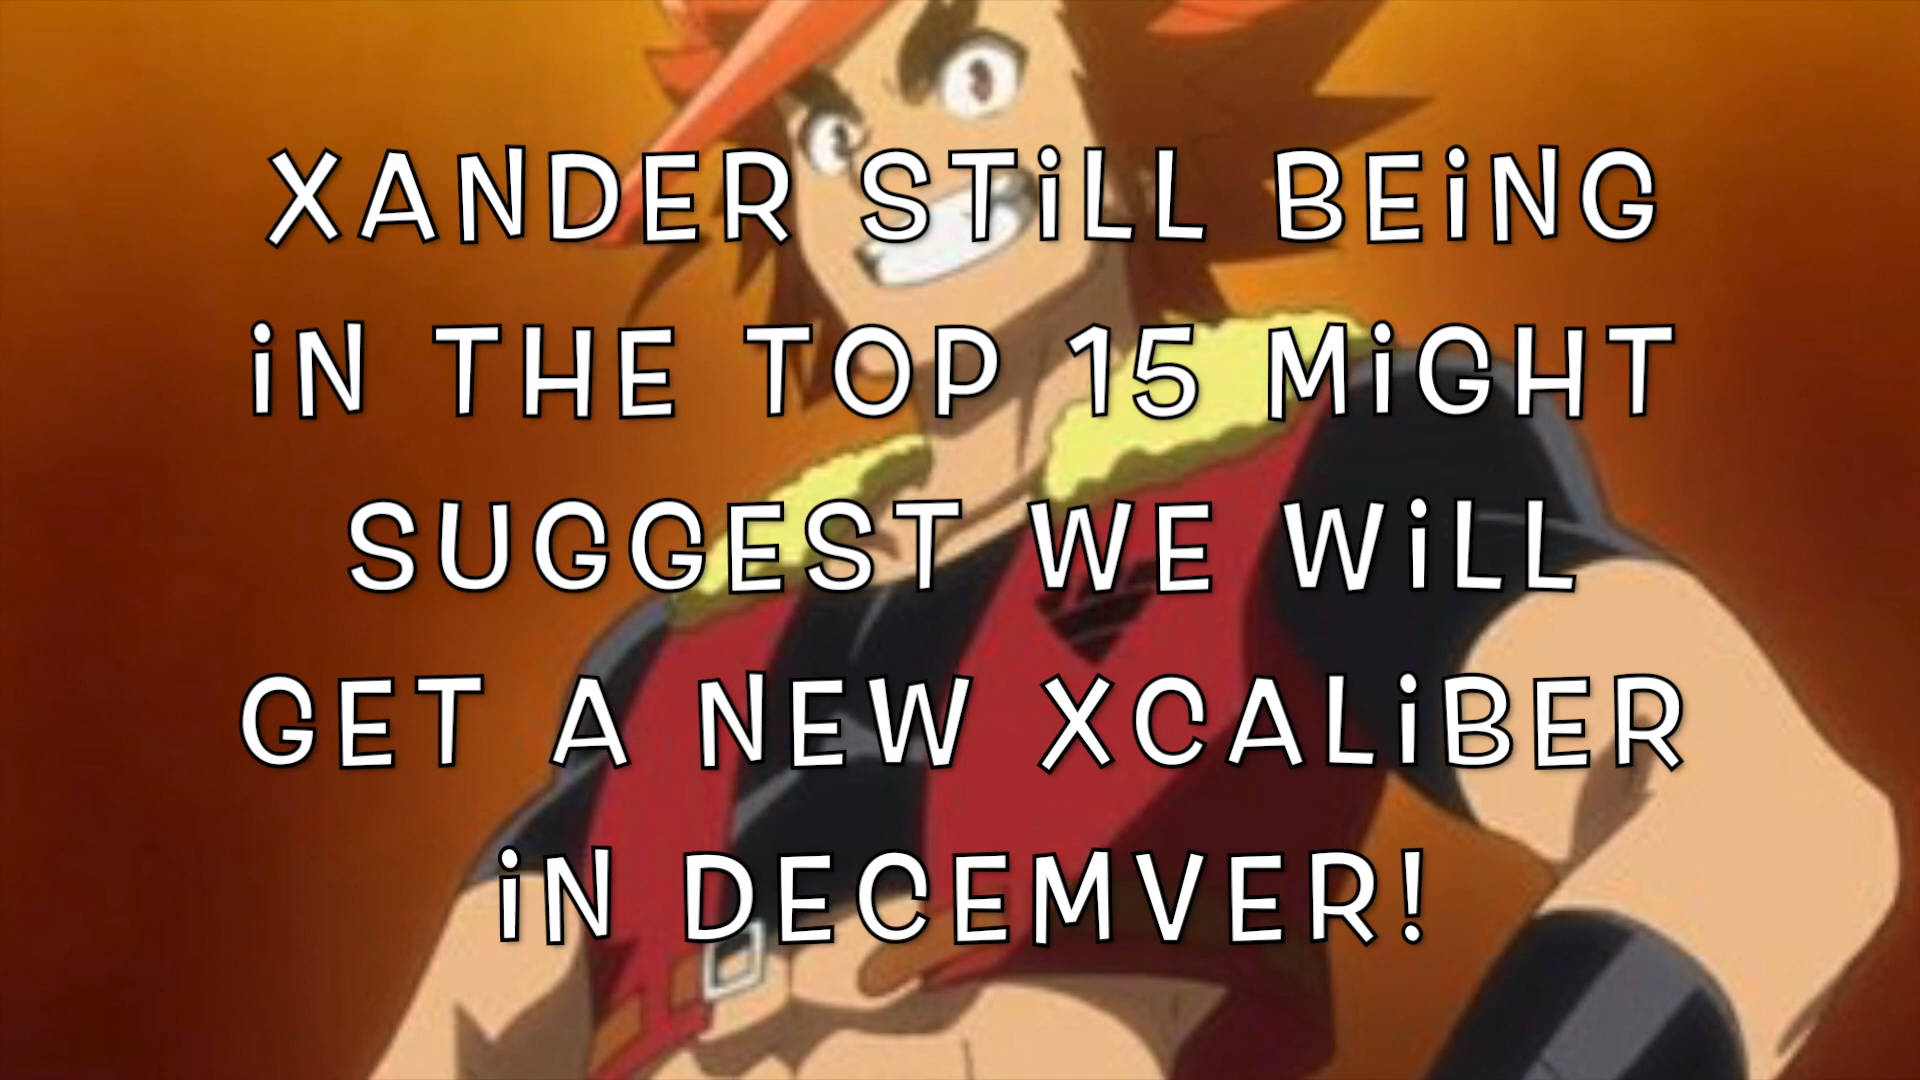 XANDER STiLL BEiNG
iN THE TOP 15 MiGHT
SUGGEST WE WiLL
GET A NEW XCALiBER
iN DECEMVER!